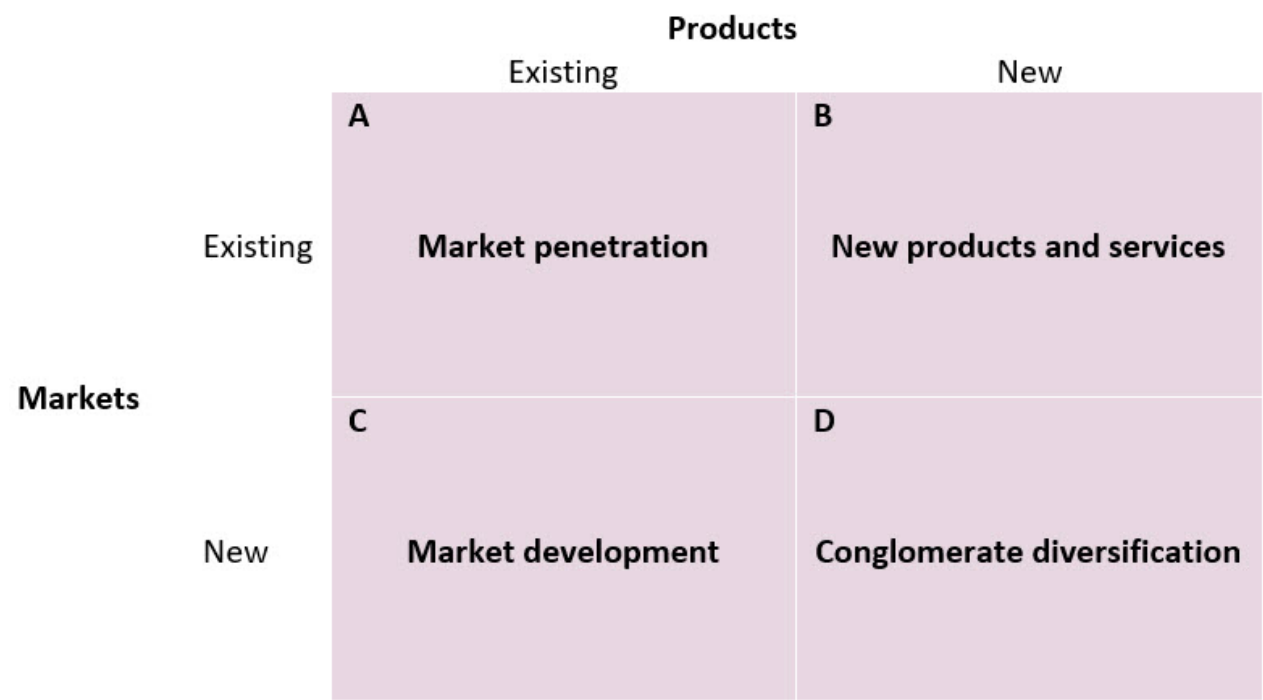 Products
Existing New
A B
Existing Market penetration New products and services
Markets
C D
New Market development Conglomerate diversification